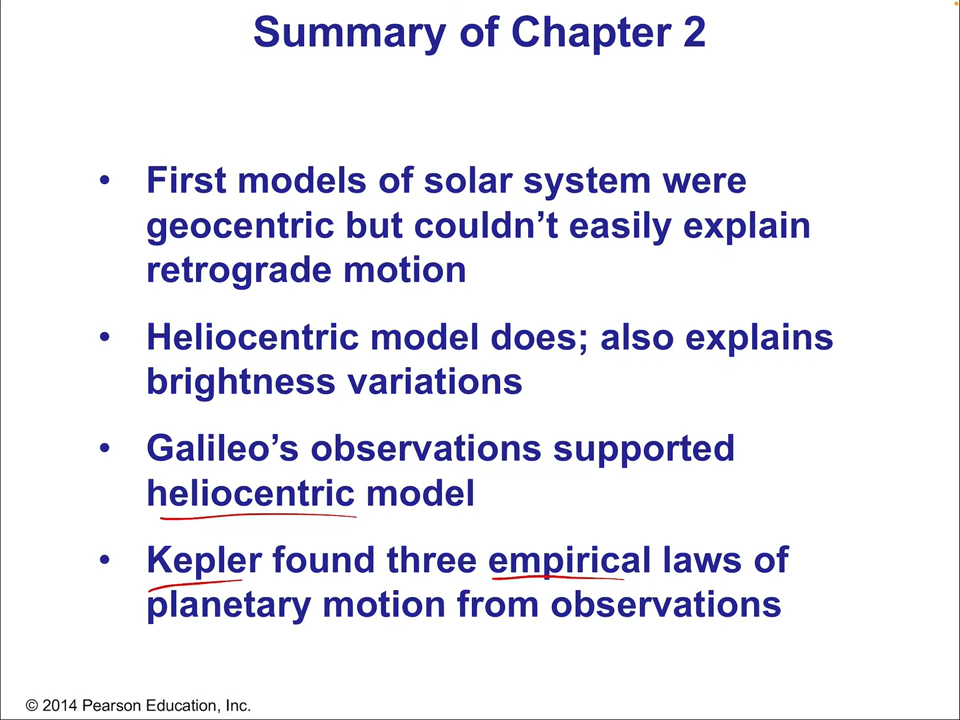 Summary of Chapter 2
• First models of solar system were
geocentric but couldn’t easily explain
retrograde motion
• Heliocentric model does; also explains
brightness variations
• Galileo’s observations supported
heliocentric model
• Kepler found three empirical laws of
planetary motion from observations
© 2014 Pearson Education, Inc.